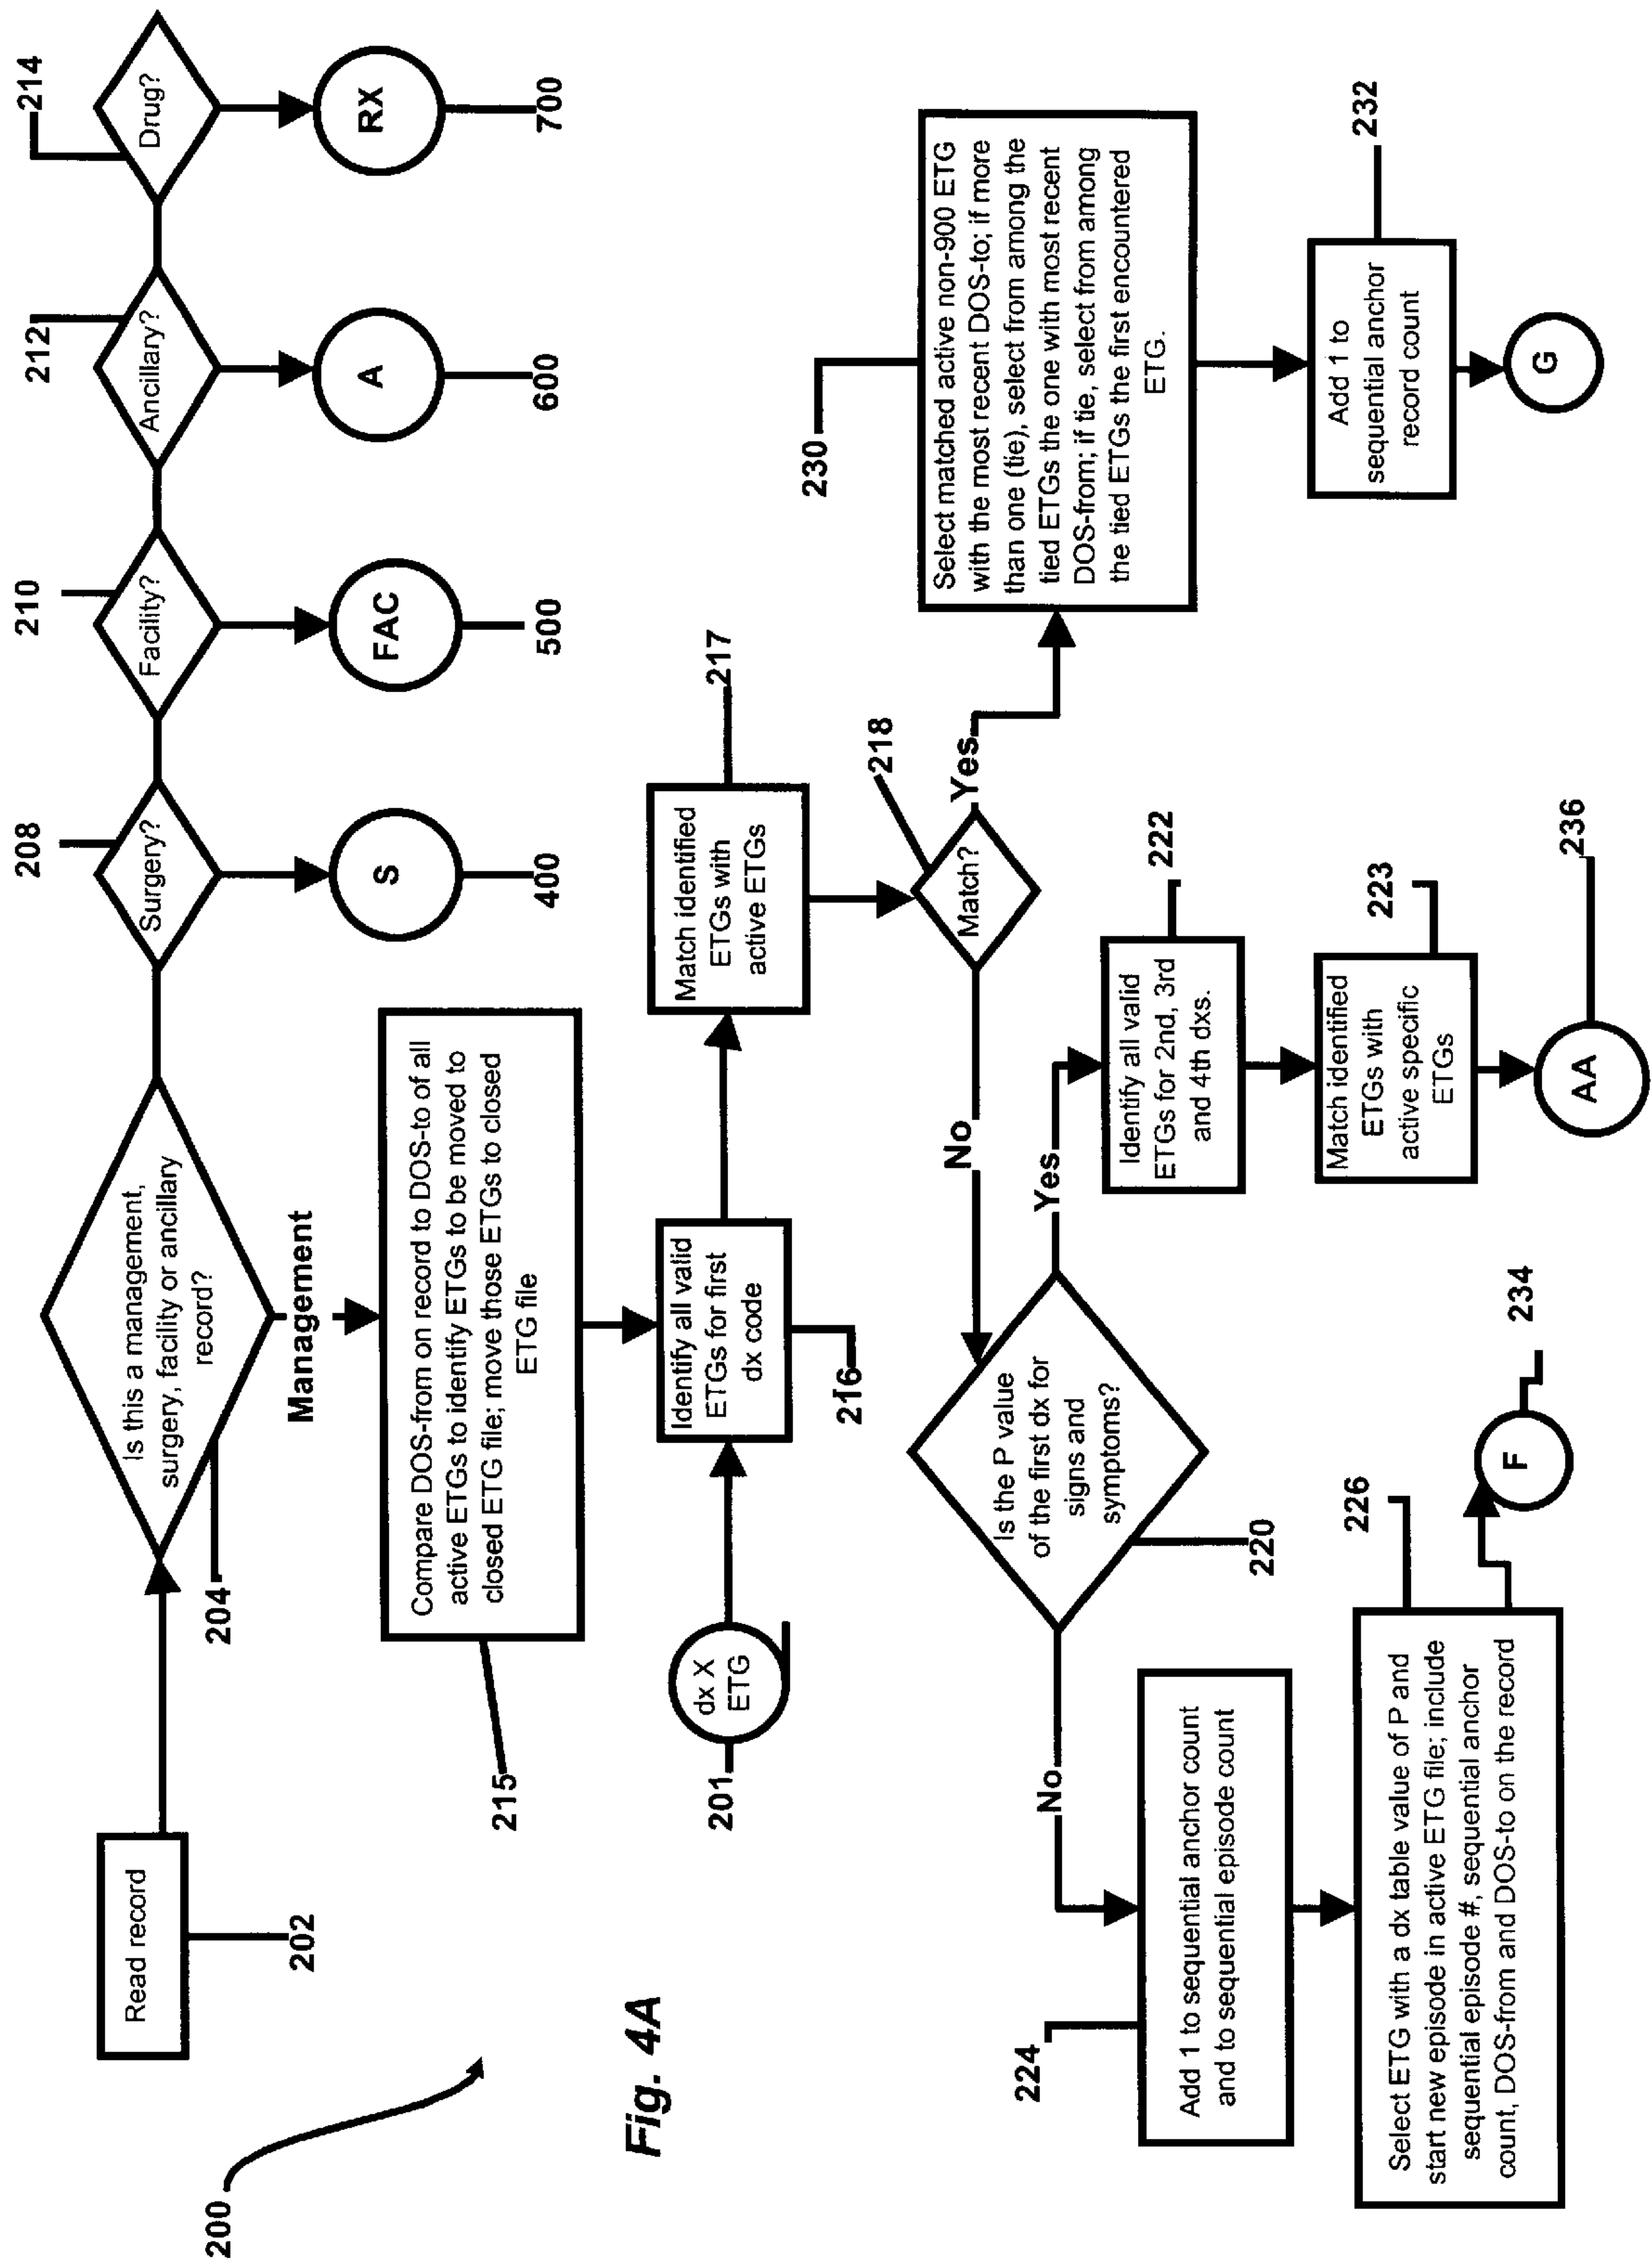 200
Read record
202
Is this a management,
surgery, facility or ancillary
record?
204
Surgery?
208
Facility?
210
Ancillary?
212
Drug?
214
S
400
FAC
500
A
600
RX
700
Management
Compare DOS-from on record to DOS-to of all
active ETGs to identify ETGs to be moved to
closed ETG file; move those ETGs to closed
ETG file
215
dx X
ETG
201
Identify all valid
ETGs for first
dx code
216
Match identified
ETGs with
active ETGs
217
Match?
218
Yes
No
Select matched active non-900 ETG
with the most recent DOS-to; if more
than one (tie), select from among the
tied ETGs the one with most recent
DOS-from; if tie, select from among
the tied ETGs the first encountered
ETG.
230
Add 1 to
sequential anchor
record count
232
G
Is the P value
of the first dx for
signs and
symptoms?
220
Yes
No
Identify all valid
ETGs for 2nd, 3rd
and 4th dxs.
222
Match identified
ETGs with
active specific
ETGs
223
AA
236
Add 1 to sequential anchor count
and to sequential episode count
224
Select ETG with a dx table value of P and
start new episode in active ETG file; include
sequential episode #, sequential anchor
count, DOS-from and DOS-to on the record
226
F
234
Fig. 4A